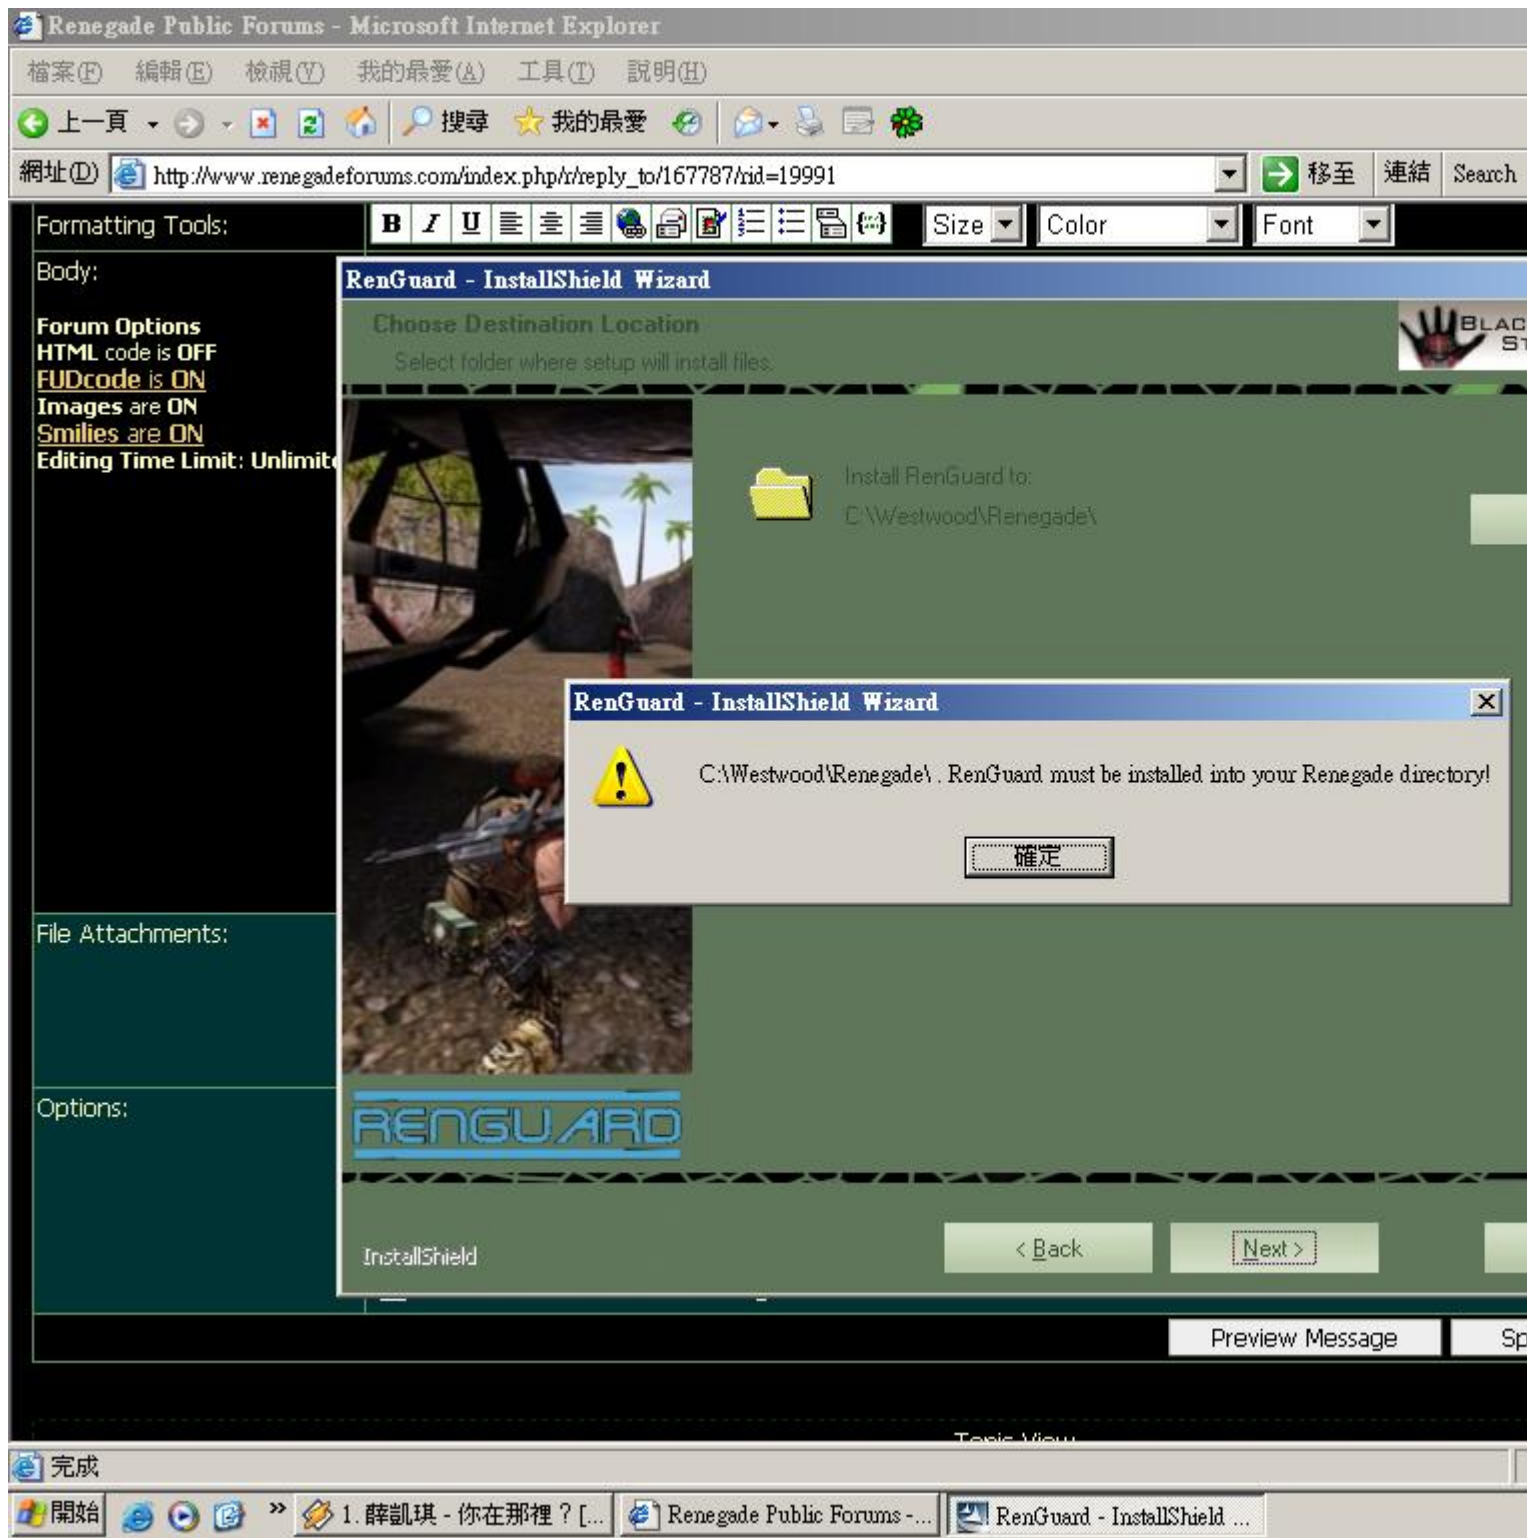 Renegade Public Forums - Microsoft Internet Explorer
檔案(F) 編輯(E) 檢視(V) 我的最愛(A) 工具(T) 說明(H)
上一頁 搜尋 我的最愛
網址(D) http://www.renegadeforums.com/index.php/r/reply_to/167787/rid=19991 移至 連結 Search
Formatting Tools: B I U Size Color Font
Body:
RenGuard - InstallShield Wizard
Choose Destination Location
Select folder where setup will install files.
BLAC
ST
Forum Options
HTML code is OFF
FUDcode is ON
Images are ON
Smilies are ON
Editing Time Limit: Unlimite
Install RenGuard to:
C:\Westwood\Renegade\
RenGuard - InstallShield Wizard
C:\Westwood\Renegade\ . RenGuard must be installed into your Renegade directory!
確定
File Attachments:
Options:
RENGUARD
InstallShield
< Back Next >
Preview Message Sp
Topic View
完成
開始 » 1. 薛凱琪 - 你在那裡？[... Renegade Public Forums -... RenGuard - InstallShield ...